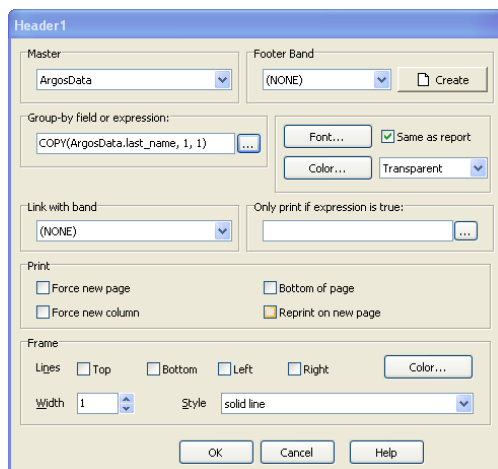 Header1
Master
Footer Band
ArgosData
(NONE)
Create
Group-by field or expression:
COPY(ArgosData.last_name, 1, 1)
...
Font...
Same as report
Color...
Transparent
Link with band
Only print if expression is true:
(NONE)
...
Print
Force new page
Bottom of page
Force new column
Reprint on new page
Frame
Lines
Top
Bottom
Left
Right
Color...
Width
1
Style
solid line
OK
Cancel
Help